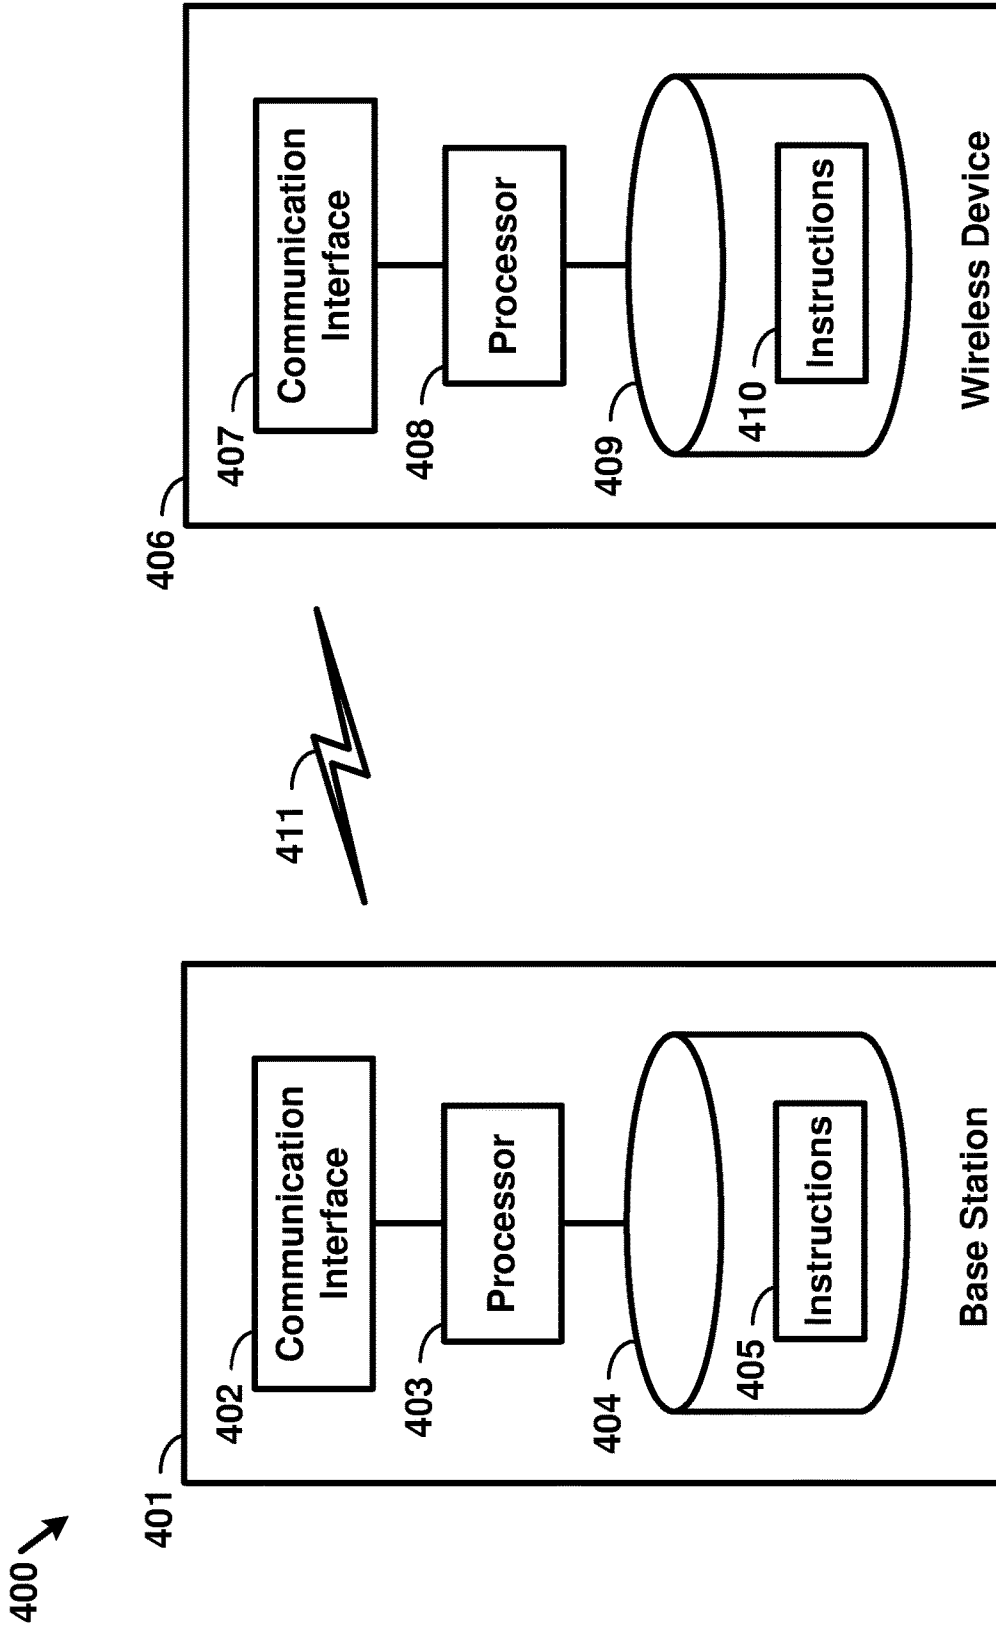 400
401
402
Communication
Interface
403
Processor
404
405
Instructions
Base Station
411
406
407
Communication
Interface
408
Processor
409
410
Instructions
Wireless Device